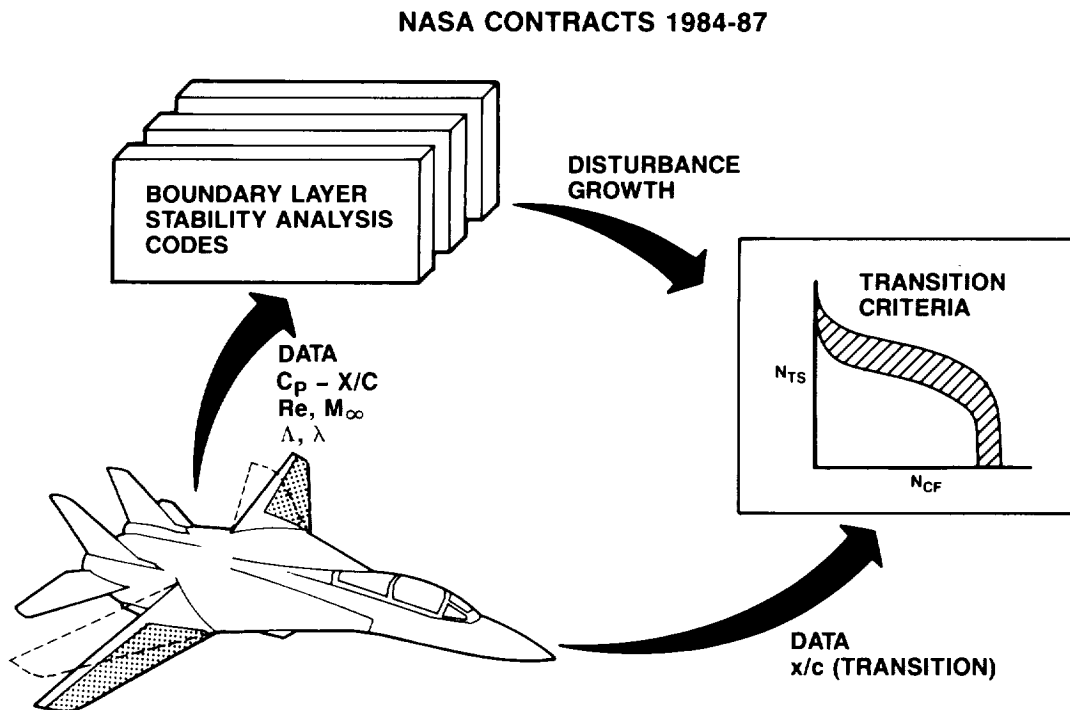 NASA CONTRACTS 1984-87
BOUNDARY LAYER
STABILITY ANALYSIS
CODES
DISTURBANCE
GROWTH
TRANSITION
CRITERIA
N_TS
N_CF
DATA
C_P – X/C
Re, M_∞
Λ, λ
DATA
x/c (TRANSITION)